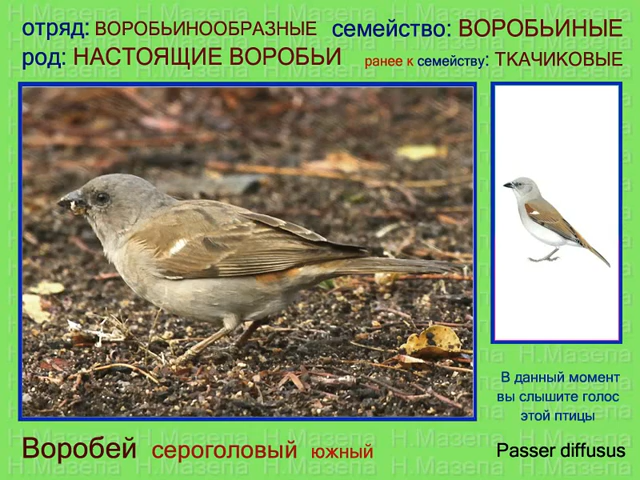 отряд: ВОРОБЬИНООБРАЗНЫЕ семейство: ВОРОБЬИНЫЕ
род: НАСТОЯЩИЕ ВОРОБЬИ ранее к семейству: ТКАЧИКОВЫЕ
В данный момент
вы слышите голос
этой птицы
Воробей сероголовый южный
Passer diffusus
Н.Мазепа